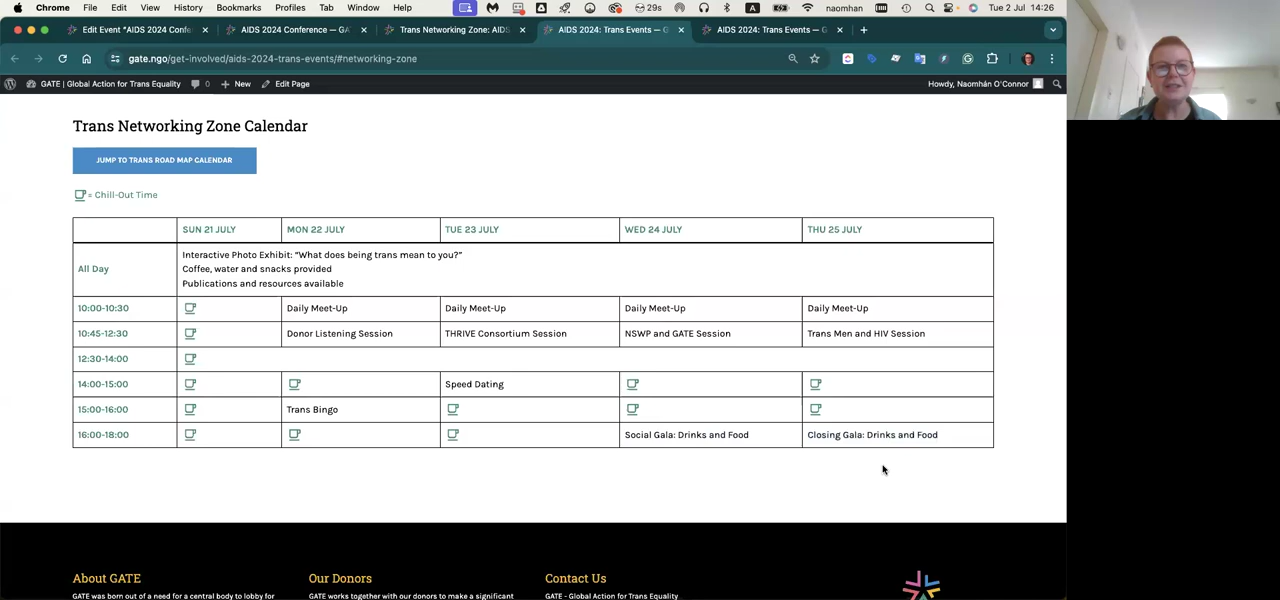 Chrome File Edit View History Bookmarks Profiles Tab Window Help 29s A naomhan Tue 2 Jul 14:26
Edit Event "AIDS 2024 Confe AIDS 2024 Conference — GA Trans Networking Zone: AIDS AIDS 2024: Trans Events — G AIDS 2024: Trans Events — G
gate.ngo/get-involved/aids-2024-trans-events/#networking-zone
GATE | Global Action for Trans Equality 0 New Edit Page Howdy, Naomhán O'Connor
Trans Networking Zone Calendar
JUMP TO TRANS ROAD MAP CALENDAR
= Chill-Out Time
SUN 21 JULY MON 22 JULY TUE 23 JULY WED 24 JULY THU 25 JULY
All Day
Interactive Photo Exhibit: "What does being trans mean to you?"
Coffee, water and snacks provided
Publications and resources available
10:00-10:30 Daily Meet-Up Daily Meet-Up Daily Meet-Up Daily Meet-Up
10:45-12:30 Donor Listening Session THRIVE Consortium Session NSWP and GATE Session Trans Men and HIV Session
12:30-14:00
14:00-15:00 Speed Dating
15:00-16:00 Trans Bingo
16:00-18:00 Social Gala: Drinks and Food Closing Gala: Drinks and Food
About GATE Our Donors Contact Us
GATE was born out of a need for a central body to lobby for GATE works together with our donors to make a significant GATE - Global Action for Trans Equality